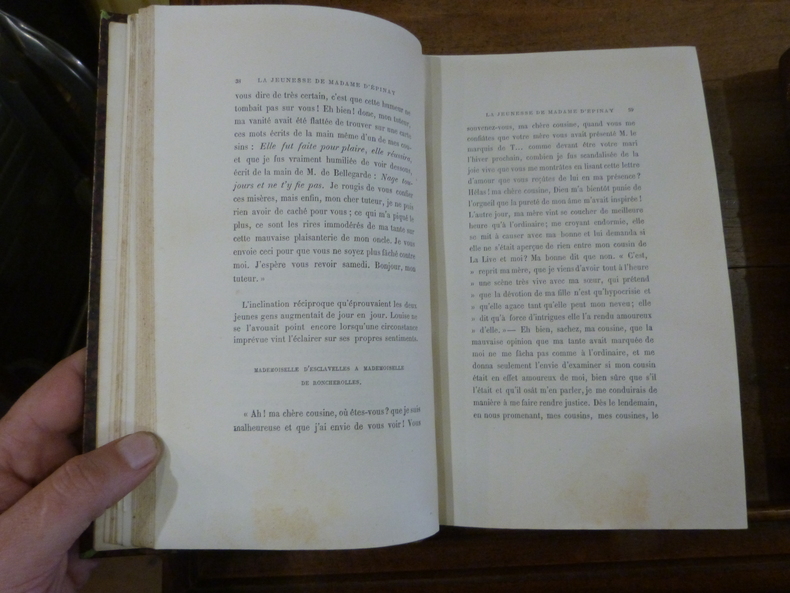 LA JEUNESSE DE MADAME D'ÉPINAY
vous dire de très certain, c'est que cette humeur ne
tombait pas sur vous! Eh bien! donc, mon tuteur,
ma vanité avait été flattée de trouver sur une carte
ces mots écrits de la main même d'un de mes cou-
sins : Elle fut faite pour plaire, elle réussira,
et que je fus vraiment humiliée de voir dessous,
écrit de la main de M. de Bellegarde : Nage tou-
jours et ne t'y fie pas. Je rougis de vous confier
ces misères, mais enfin, mon cher tuteur, je ne puis
rien avoir de caché pour vous; ce qui m'a piqué le
plus, ce sont les rires immodérés de ma tante sur
cette mauvaise plaisanterie de mon oncle. Je vous
envoie ceci pour que vous ne soyez plus fâché contre
moi. J'espère vous revoir samedi. Bonjour, mon
tuteur. »
L'inclination réciproque qu'éprouvaient les deux
jeunes gens augmentait de jour en jour. Louise ne
se l'avouait point encore lorsqu'une circonstance
imprévue vint l'éclairer sur ses propres sentiments.
MADEMOISELLE D'ESCLAVELLES A MADEMOISELLE
DE RONCHEROLLES.
« Ah! ma chère cousine, où êtes-vous? que je suis
malheureuse et que j'ai envie de vous voir! Vous
LA JEUNESSE DE MADAME D'ÉPINAY
souvenez-vous, ma chère cousine, quand vous me
confiâtes que votre mère vous avait présenté M. le
marquis de T... comme devant être votre mari
l'hiver prochain, combien je fus scandalisée de la
joie vive que vous me montrâtes en lisant cette lettre
d'amour que vous reçûtes de lui en ma présence?
Hélas! ma chère cousine, Dieu m'a bientôt punie de
l'orgueil que la pureté de mon âme m'avait inspirée!
L'autre jour, ma mère vint se coucher de meilleure
heure qu'à l'ordinaire; me croyant endormie, elle
se mit à causer avec ma bonne et lui demanda si
elle ne s'était aperçue de rien entre mon cousin de
La Live et moi? Ma bonne dit que non. « C'est,
« reprit ma mère, que je viens d'avoir tout à l'heure
« une scène très vive avec ma sœur, qui prétend
« que la dévotion de ma fille n'est qu'hypocrisie et
« qu'elle agace tant qu'elle peut mon neveu; elle
« dit qu'à force d'intrigues elle l'a rendu amoureux
« d'elle. »— Eh bien, sachez, ma cousine, que la
mauvaise opinion que ma tante avait marquée de
moi ne me fâcha pas comme à l'ordinaire, et me
donna seulement l'envie d'examiner si mon cousin
était en effet amoureux de moi, bien sûre que s'il
l'était et qu'il osât m'en parler, je me conduirais de
manière à me faire rendre justice. Dès le lendemain,
en nous promenant, mes cousins, mes cousines, le